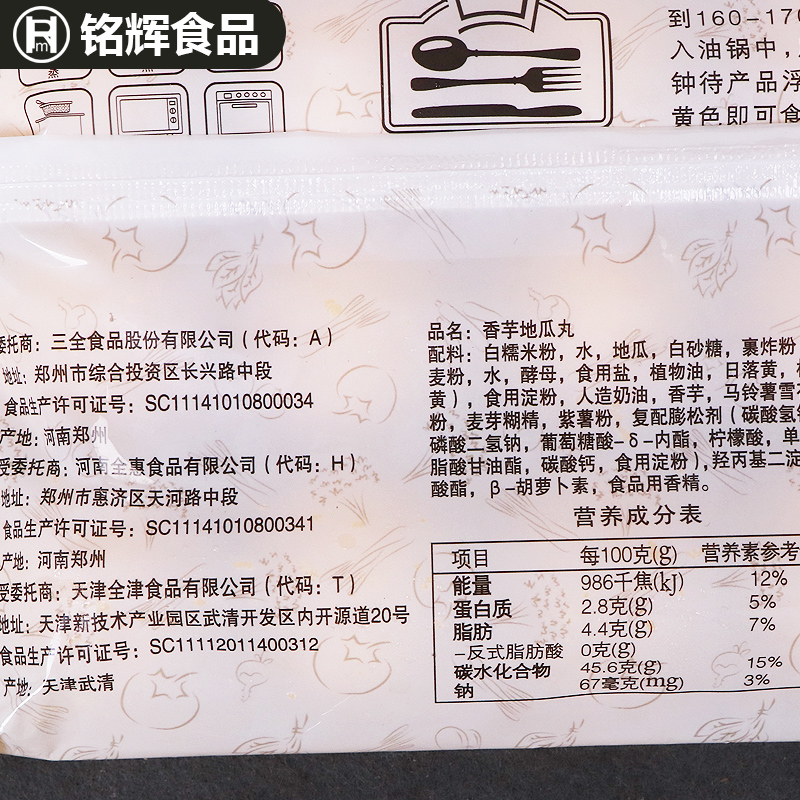 铭辉食品
蒸
到160-170
入油锅中,
钟待产品浮
黄色即可食
委托商：三全食品股份有限公司（代码：A）
地址：郑州市综合投资区长兴路中段
食品生产许可证号：SC11141010800034
产地：河南郑州
受委托商：河南全惠食品有限公司（代码：H）
地址：郑州市惠济区天河路中段
食品生产许可证号：SC11141010800341
产地：河南郑州
受委托商：天津全津食品有限公司（代码：T）
地址：天津新技术产业园区武清开发区内开源道20号
食品生产许可证号：SC11112011400312
产地：天津武清
品名：香芋地瓜丸
配料：白糯米粉，水，地瓜，白砂糖，裹炸粉
麦粉，水，酵母，食用盐，植物油，日落黄，
黄），食用淀粉，人造奶油，香芋，马铃薯雪花
粉，麦芽糊精，紫薯粉，复配膨松剂（碳酸氢钠
磷酸二氢钠，葡萄糖酸-δ-内酯，柠檬酸，单
脂酸甘油酯，碳酸钙，食用淀粉），羟丙基二淀
酸酯，β-胡萝卜素，食品用香精。
营养成分表
项目 每100克(g) 营养素参考
能量 986千焦(kJ) 12%
蛋白质 2.8克(g) 5%
脂肪 4.4克(g) 7%
-反式脂肪酸 0克(g)
碳水化合物 45.6克(g) 15%
钠 67毫克(mg) 3%